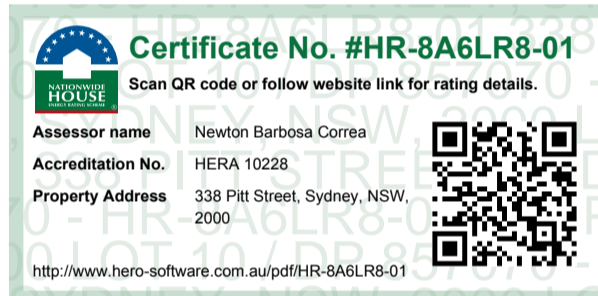 Certificate No. #HR-8A6LR8-01
NATIONWIDE
HOUSE
ENERGY RATING SCHEME
®
Scan QR code or follow website link for rating details.
Assessor name Newton Barbosa Correa
Accreditation No. HERA 10228
Property Address 338 Pitt Street, Sydney, NSW,
2000
http://www.hero-software.com.au/pdf/HR-8A6LR8-01